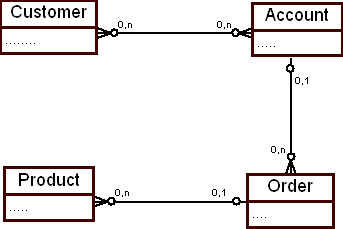 Customer
........
0,n
0,n
Account
.....
0,1
0,n
Product
.....
0,n
0,1
Order
....